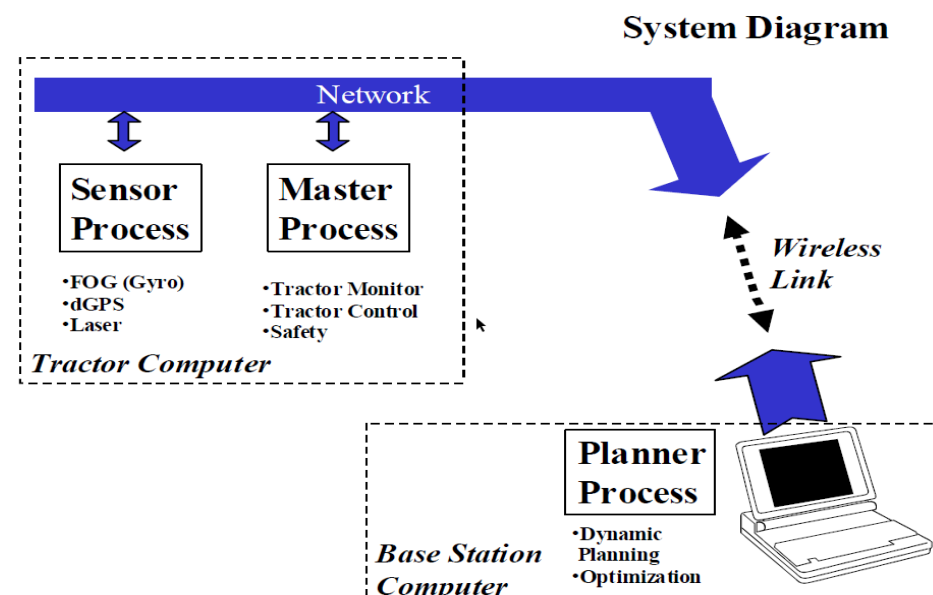 System Diagram
Network
Sensor
Process
•FOG (Gyro)
•dGPS
•Laser
Master
Process
•Tractor Monitor
•Tractor Control
•Safety
Tractor Computer
Wireless
Link
Planner
Process
•Dynamic
Planning
•Optimization
Base Station
Computer